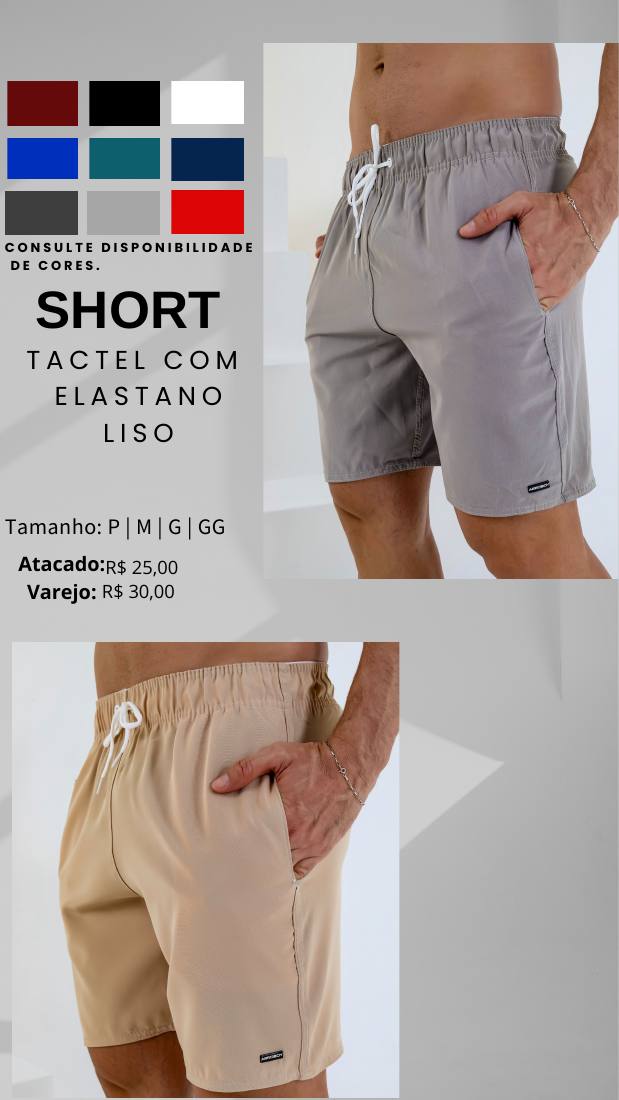 CONSULTE DISPONIBILIDADE
DE CORES.
SHORT
TACTEL COM
ELASTANO
LISO
Tamanho: P | M | G | GG
Atacado:R$ 25,00
Varejo: R$ 30,00